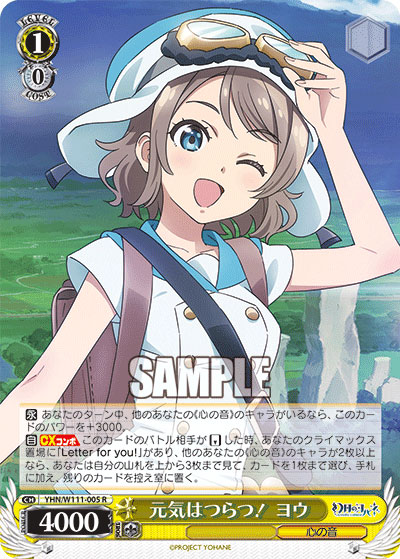 LEVEL
1
0
COST
SAMPLE
永 あなたのターン中、他のあなたの《心の音》のキャラがいるなら、このカードのパワーを+3000。
自 CXコンボ このカードのバトル相手が した時、あなたのクライマックス置場に「Letter for you!」があり、他のあなたの《心の音》のキャラが2枚以上なら、あなたは自分の山札を上から3枚まで見て、カードを1枚まで選び、手札に加え、残りのカードを控え室に置く。
CH YHN/W111-005 R
4000
元気はつらつ! ヨウ
心の音
©PROJECT YOHANE